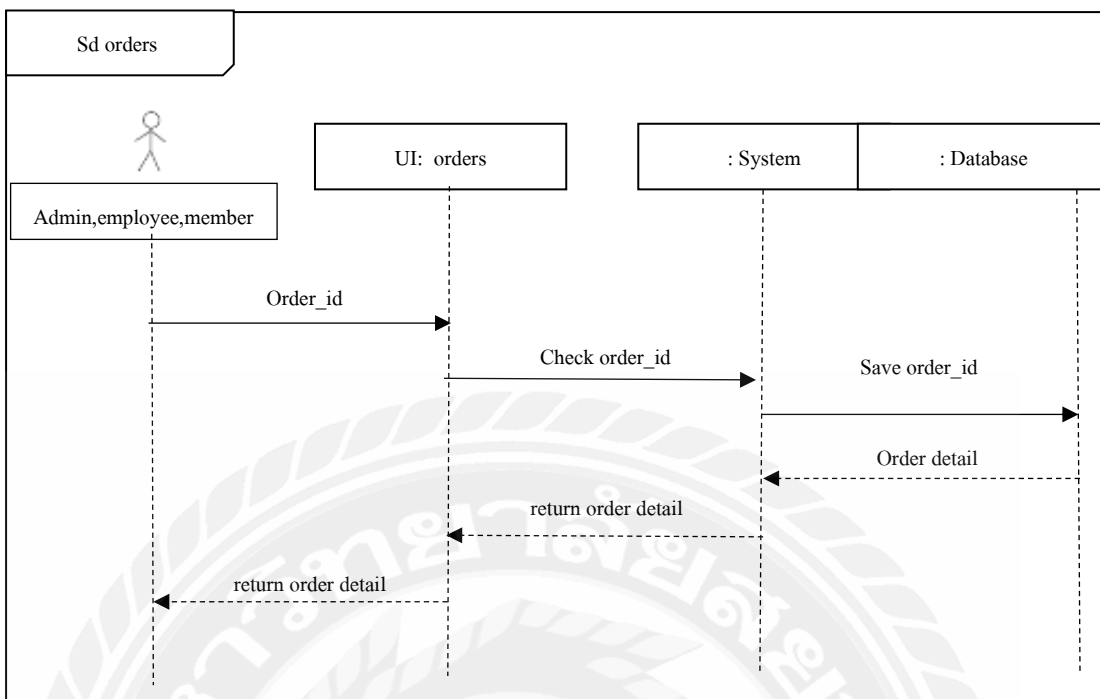 Sd orders
UI:  orders
: System
: Database
Admin,employee,member
Order_id
Check order_id
Save order_id
Order detail
return order detail
return order detail